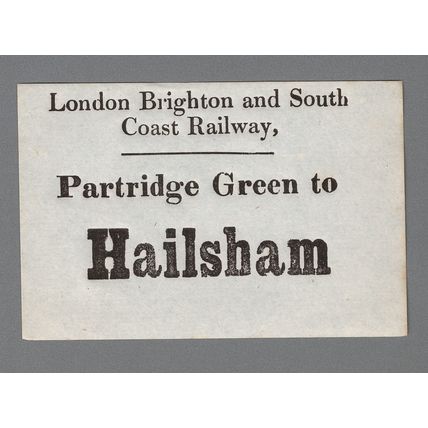 London Brighton and South
Coast Railway,
Partridge Green to
Hailsham